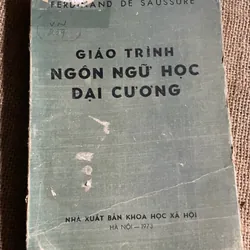 FERDINAND DE SAUSSURE
GIÁO TRÌNH
NGÔN NGỮ HỌC
ĐẠI CƯƠNG
NHÀ XUẤT BẢN KHOA HỌC XÃ HỘI
HÀ NỘI — 1973